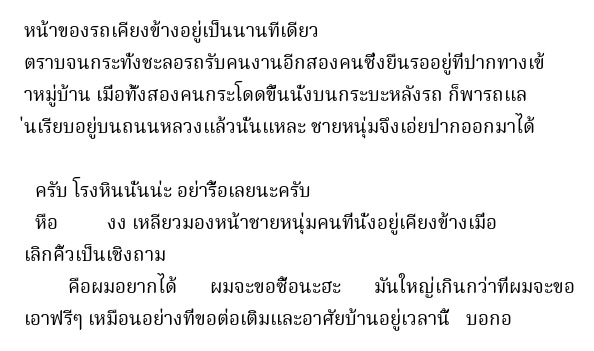 หน้าของรถเคียงข้างอยู่เป็นนานทีเดียว
ตราบจนกระทั่งชะลอรถรับคนงานอีกสองคนซึ่งยืนรออยู่ที่ปากทางเข้
าหมู่บ้าน เมื่อทั้งสองคนกระโดดขึ้นนั่งบนกระบะหลังรถ ก็พารถแล
่นเรียบอยู่บนถนนหลวงแล้วนั่นแหละ ชายหนุ่มจึงเอ่ยปากออกมาได้
ครับ โรงหินนั่นน่ะ อย่ารื้อเลยนะครับ
หือ งง เหลียวมองหน้าชายหนุ่มคนที่นั่งอยู่เคียงข้างเมื่อ
เลิกคิ้วเป็นเชิงถาม
คือผมอยากได้ ผมจะขอซื้อนะฮะ มันใหญ่เกินกว่าที่ผมจะขอ
เอาฟรีๆ เหมือนอย่างที่ขอต่อเติมและอาศัยบ้านอยู่เวลานี้ บอกอ